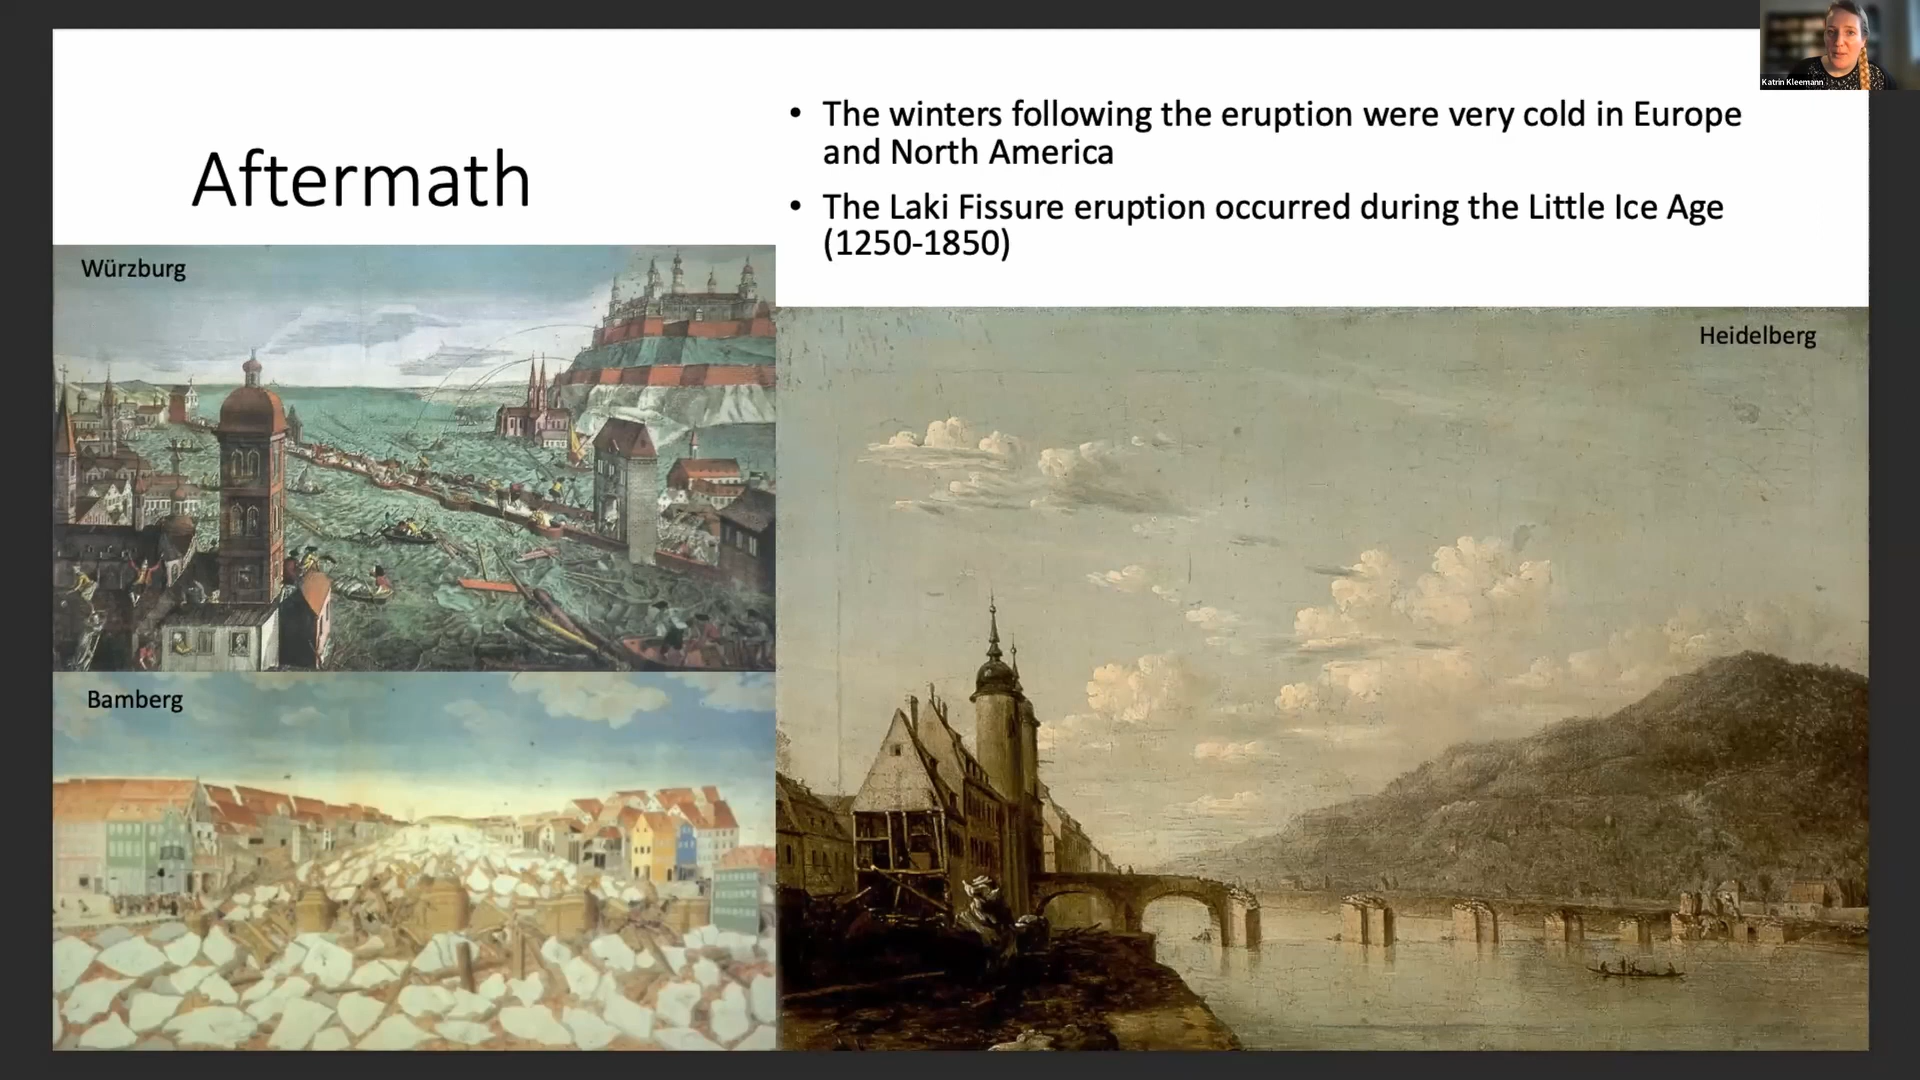 Katrin Kleemann
Aftermath
• The winters following the eruption were very cold in Europe
and North America
• The Laki Fissure eruption occurred during the Little Ice Age
(1250-1850)
Würzburg
Heidelberg
Bamberg